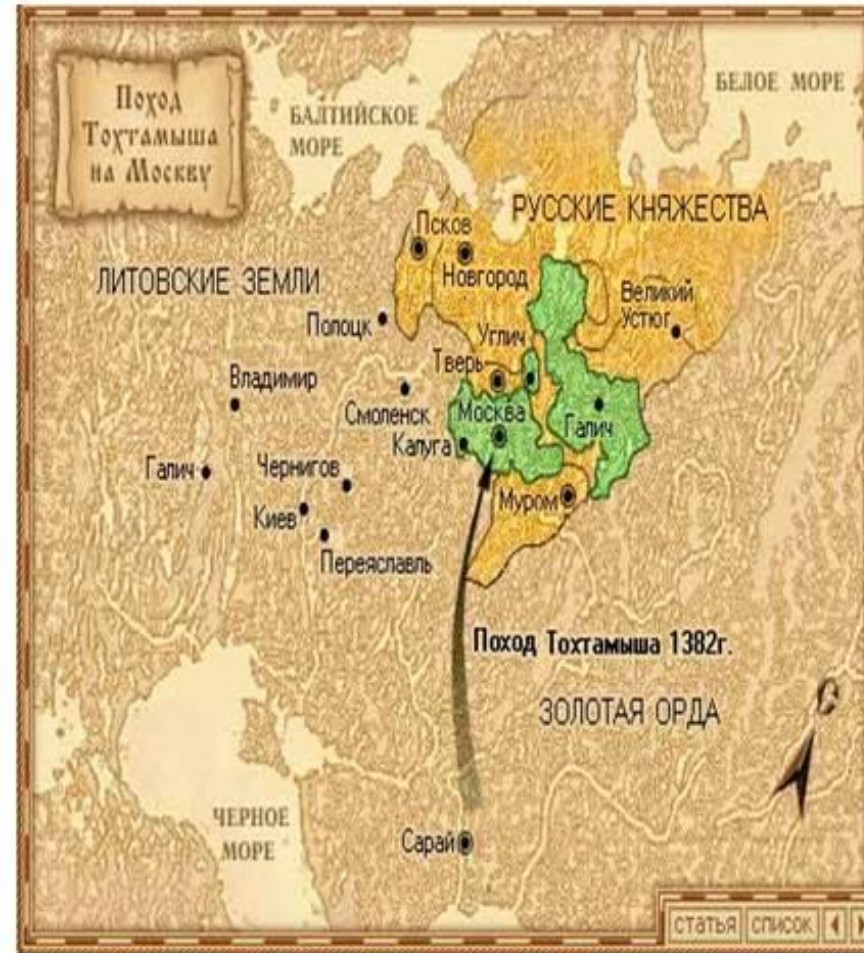 Поход
Тохтамыша
на Москву
БАЛТИЙСКОЕ
МОРЕ
БЕЛОЕ МОРЕ
РУССКИЕ КНЯЖЕСТВА
Псков
Новгород
ЛИТОВСКИЕ ЗЕМЛИ
Великий
Устюг
Полоцк
Углич
Тверь
Владимир
Смоленск
Москва
Галич
Калуга
Галич
Чернигов
Муром
Киев
Переяславль
Поход Тохтамыша 1382г.
ЗОЛОТАЯ ОРДА
С
ЧЕРНОЕ
МОРЕ
Сарай
статья список